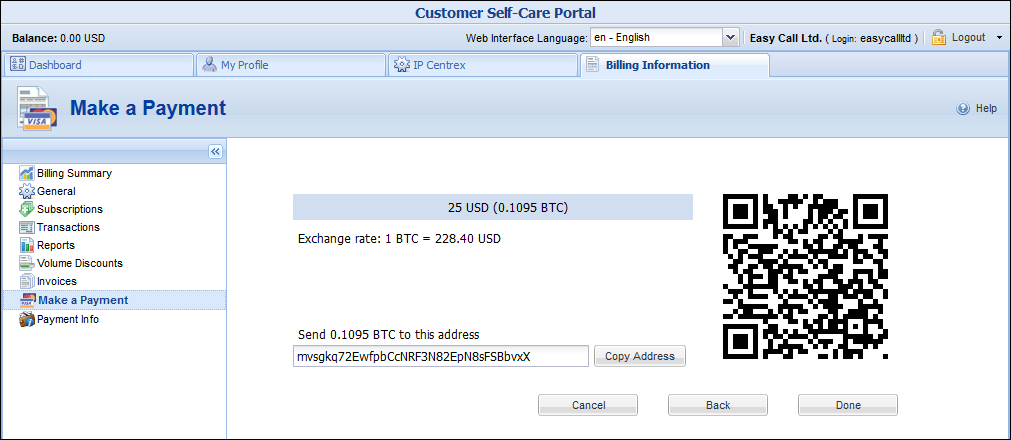 Customer Self-Care Portal
Balance: 0.00 USD Web Interface Language: en - English Easy Call Ltd. ( Login: easycallltd ) Logout
Dashboard My Profile IP Centrex Billing Information
VISA Make a Payment Help
Billing Summary
General
Subscriptions
Transactions
Reports
Volume Discounts
Invoices
Make a Payment
Payment Info
25 USD (0.1095 BTC)
Exchange rate: 1 BTC = 228.40 USD
Send 0.1095 BTC to this address
mvsgkq72EwfpbCcNRF3N82EpN8sFSBbvxX Copy Address
Cancel Back Done